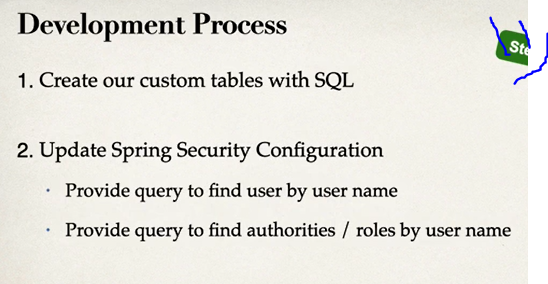 Development Process
1. Create our custom tables with SQL
2. Update Spring Security Configuration
· Provide query to find user by user name
· Provide query to find authorities / roles by user name